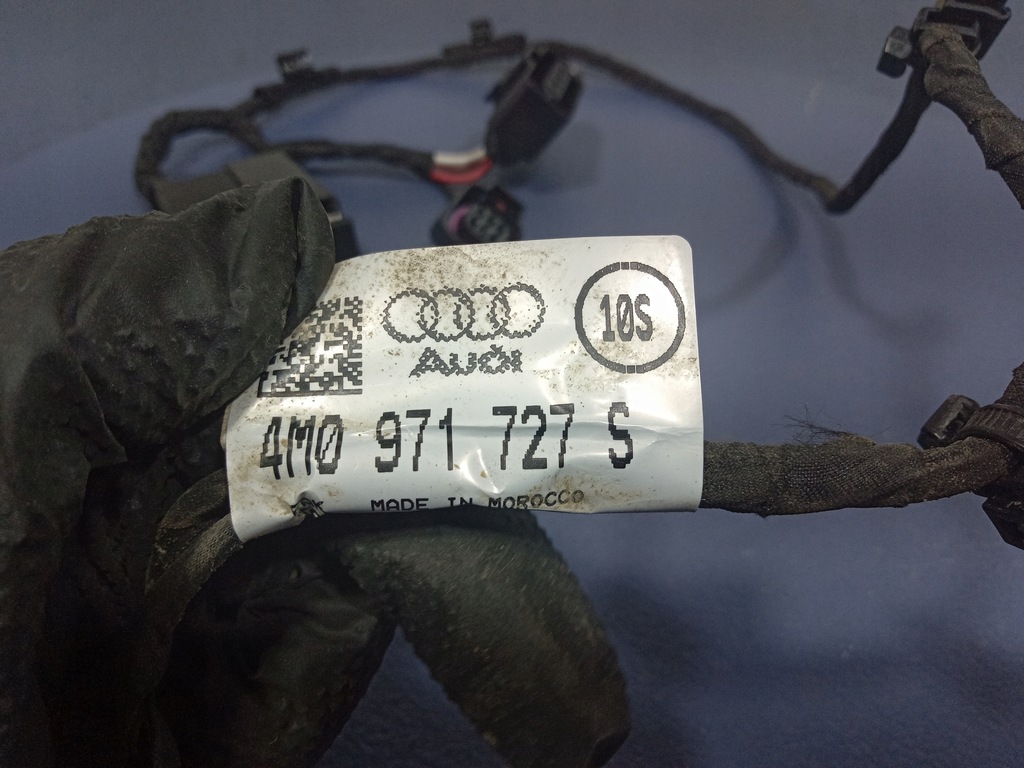 10S
Audi
4M0 971 727 S
MADE IN MOROCCO